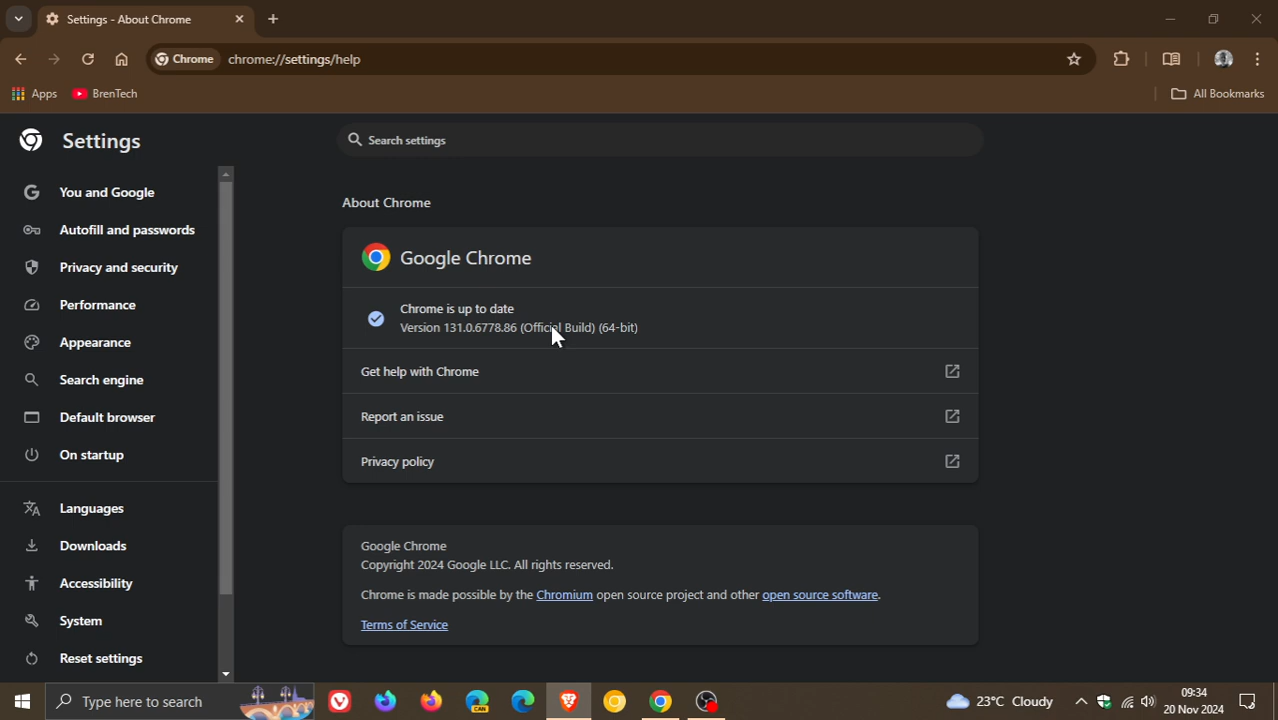 Settings - About Chrome
Chrome
chrome://settings/help
Apps
BrenTech
All Bookmarks
Settings
Search settings
You and Google
Autofill and passwords
Privacy and security
Performance
Appearance
Search engine
Default browser
On startup
Languages
Downloads
Accessibility
System
Reset settings
About Chrome
Google Chrome
Chrome is up to date
Version 131.0.6778.86 (Official Build) (64-bit)
Get help with Chrome
Report an issue
Privacy policy
Google Chrome
Copyright 2024 Google LLC. All rights reserved.
Chrome is made possible by the Chromium open source project and other open source software.
Terms of Service
Type here to search
CAN
23°C Cloudy
09:34
20 Nov 2024